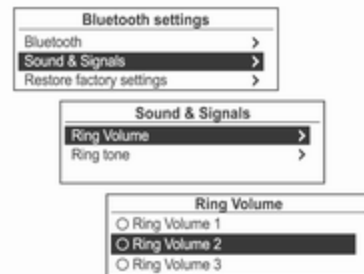 Bluetooth settings
Bluetooth >
Sound & Signals >
Restore factory settings >
Sound & Signals
Ring Volume >
Ring tone >
Ring Volume
Ring Volume 1
Ring Volume 2
Ring Volume 3